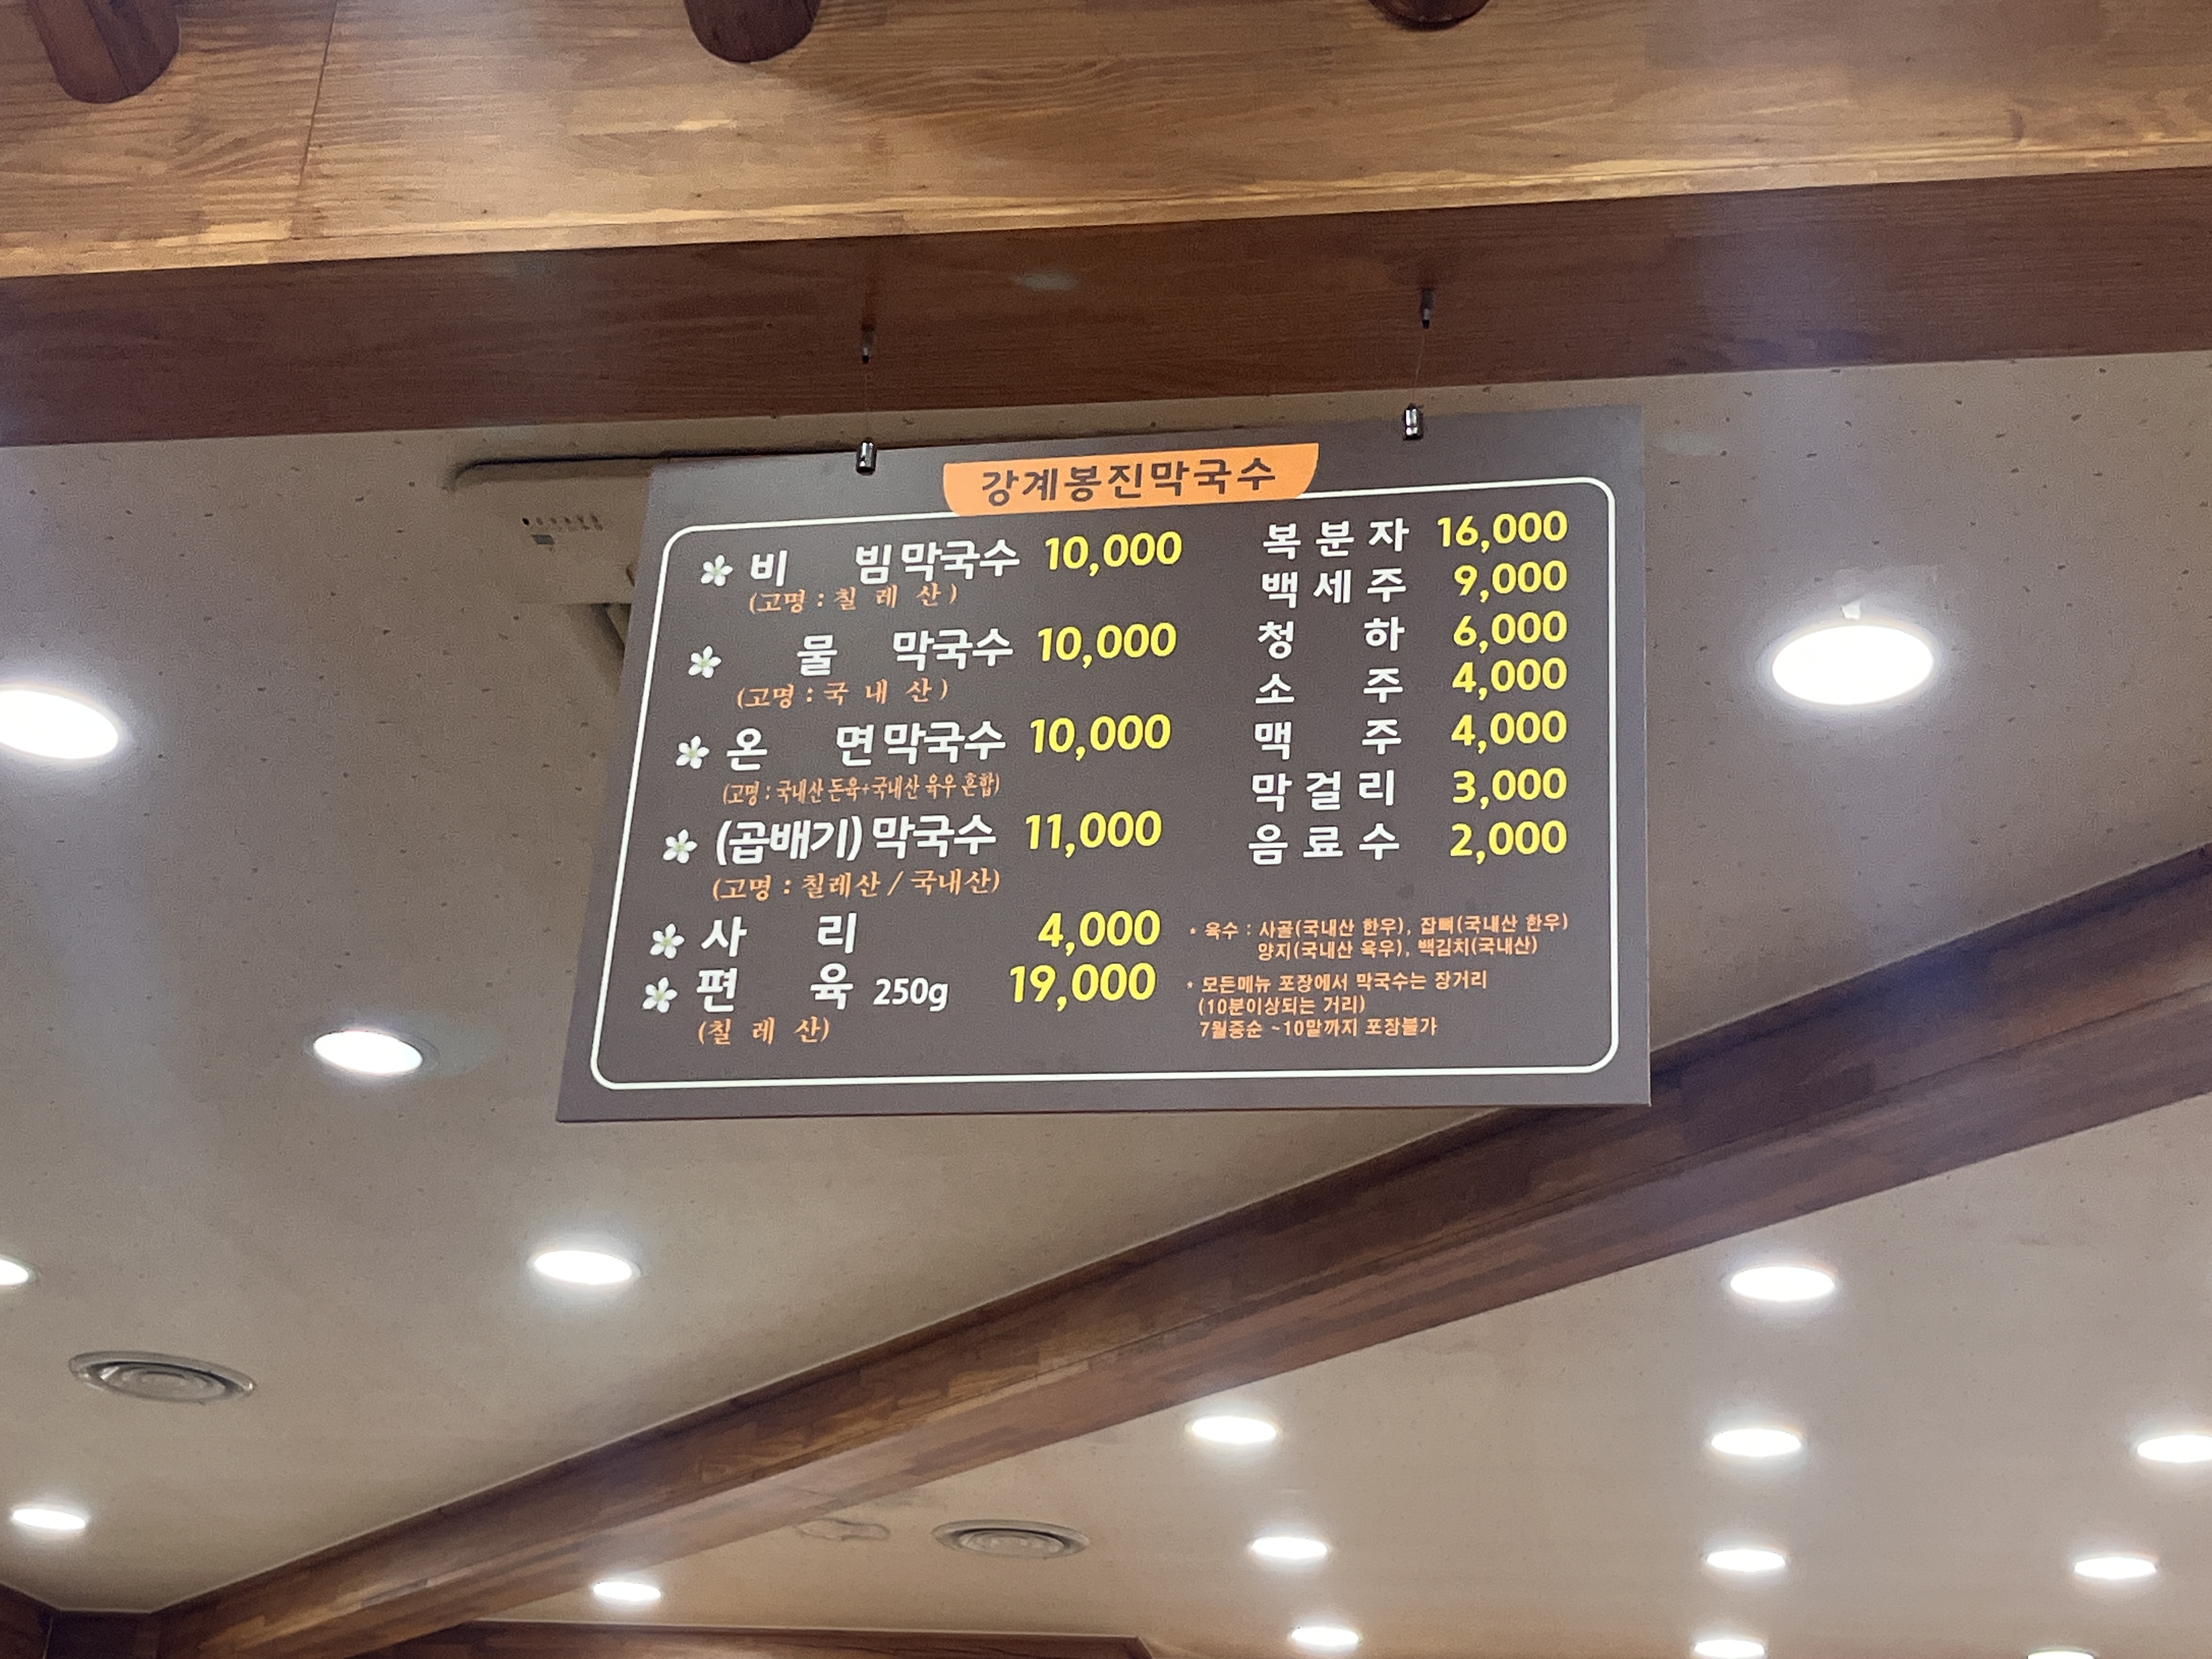 강계봉진막국수
비 빔막국수 10,000
(고명 : 칠 레 산)
물 막국수 10,000
(고명 : 국 내 산)
온 면막국수 10,000
(고명 : 국내산 돈육+국내산 육우 혼합)
(곱배기) 막국수 11,000
(고명 : 칠레산 / 국내산)
사 리 4,000
편 육 250g 19,000
(칠 레 산)
복 분 자 16,000
백 세 주 9,000
청 하 6,000
소 주 4,000
맥 주 4,000
막 걸 리 3,000
음 료 수 2,000
* 육수 : 사골(국내산 한우), 잡뼈(국내산 한우)
양지(국내산 육우), 백김치(국내산)
* 모든메뉴 포장에서 막국수는 장거리
(10분이상되는 거리)
7월중순 ~10말까지 포장불가